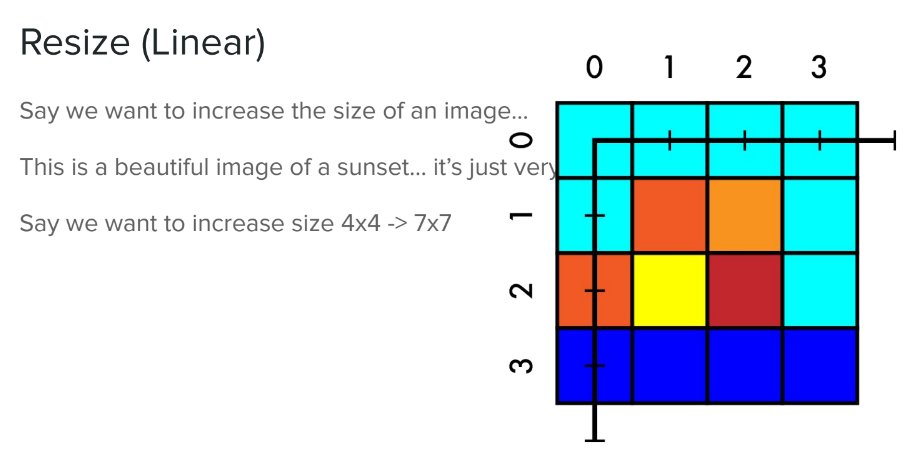 Resize (Linear)
0 1 2 3
Say we want to increase the size of an image...
0
This is a beautiful image of a sunset... it's just very
1
Say we want to increase size 4x4 -> 7x7
2
3